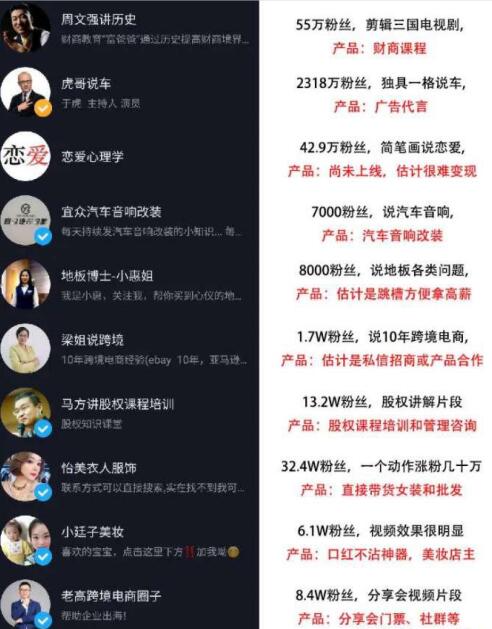 周文强讲历史
财商教育“富爸爸”通过历史提高财商境界...
55万粉丝，剪辑三国电视剧，
产品：财商课程
虎哥说车
于虎 主持人 演员
2318万粉丝，独具一格说车，
产品：广告代言
恋爱
恋爱心理学
42.9万粉丝，简笔画说恋爱，
产品：尚未上线，估计很难变现
宜众汽车音响改装
每天持续发汽车音响改装的小知识... 每...
7000粉丝，说汽车音响，
产品：汽车音响改装
地板博士-小惠姐
我是小惠，关注我，帮你买到心仪的地...
8000粉丝，说地板各类问题，
产品：估计是跳槽方便拿高薪
梁姐说跨境
10年跨境电商经验(ebay 10年，亚马逊...
1.7W粉丝，说10年跨境电商，
产品：估计是私信招商或产品合作
马方讲股权课程培训
股权知识课堂
13.2W粉丝，股权讲解片段
产品：股权课程培训和管理咨询
怡美衣人服饰
联系方式可以直接搜索,实在找不到我可...
32.4W粉丝，一个动作涨粉几十万
产品：直接带货女装和批发
小廷子美妆
喜欢的宝宝，点击这里下方‼️加我呦
6.1W粉丝，视频效果很明显
产品：口红不沾神器，美妆店主
老高跨境电商圈子
帮助企业出海！
8.4W粉丝，分享会视频片段
产品：分享会门票、社群等